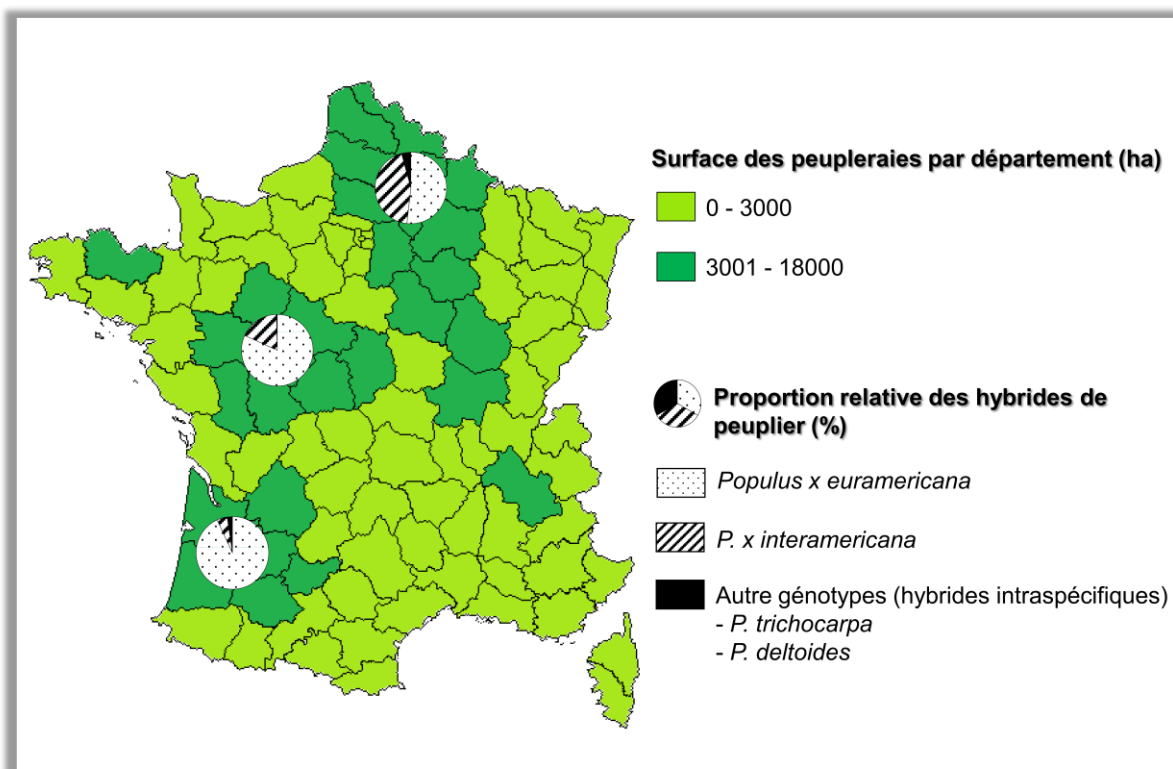 Surface des peupleraies par département (ha)
0 - 3000
3001 - 18000
Proportion relative des hybrides de
peuplier (%)
Populus x euramericana
P. x interamericana
Autre génotypes (hybrides intraspécifiques)
- P. trichocarpa
- P. deltoides